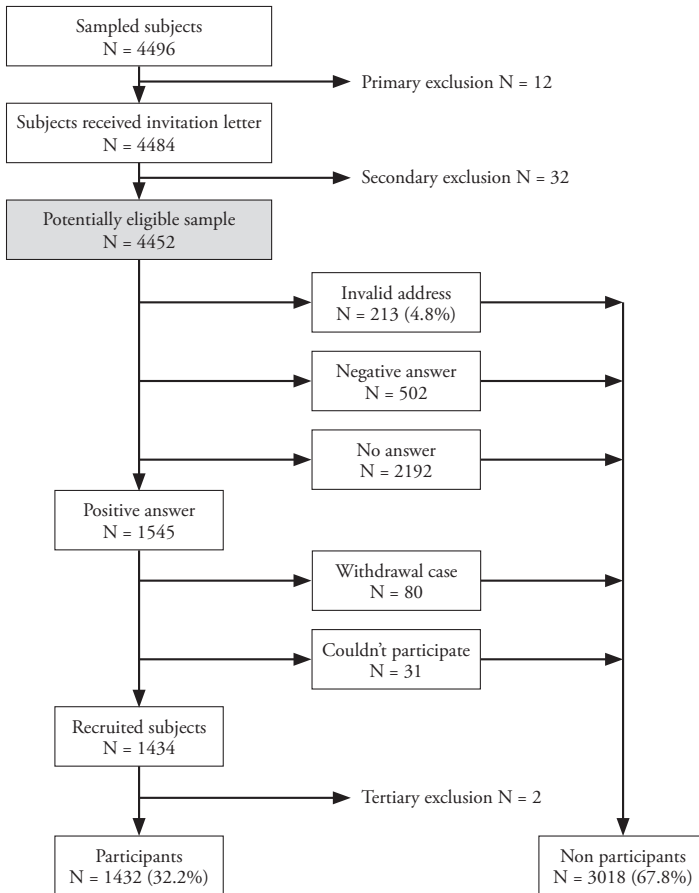 Sampled subjects
N = 4496
Primary exclusion N = 12
Subjects received invitation letter
N = 4484
Secondary exclusion N = 32
Potentially eligible sample
N = 4452
Invalid address
N = 213 (4.8%)
Negative answer
N = 502
No answer
N = 2192
Positive answer
N = 1545
Withdrawal case
N = 80
Couldn't participate
N = 31
Recruited subjects
N = 1434
Tertiary exclusion N = 2
Participants
N = 1432 (32.2%)
Non participants
N = 3018 (67.8%)